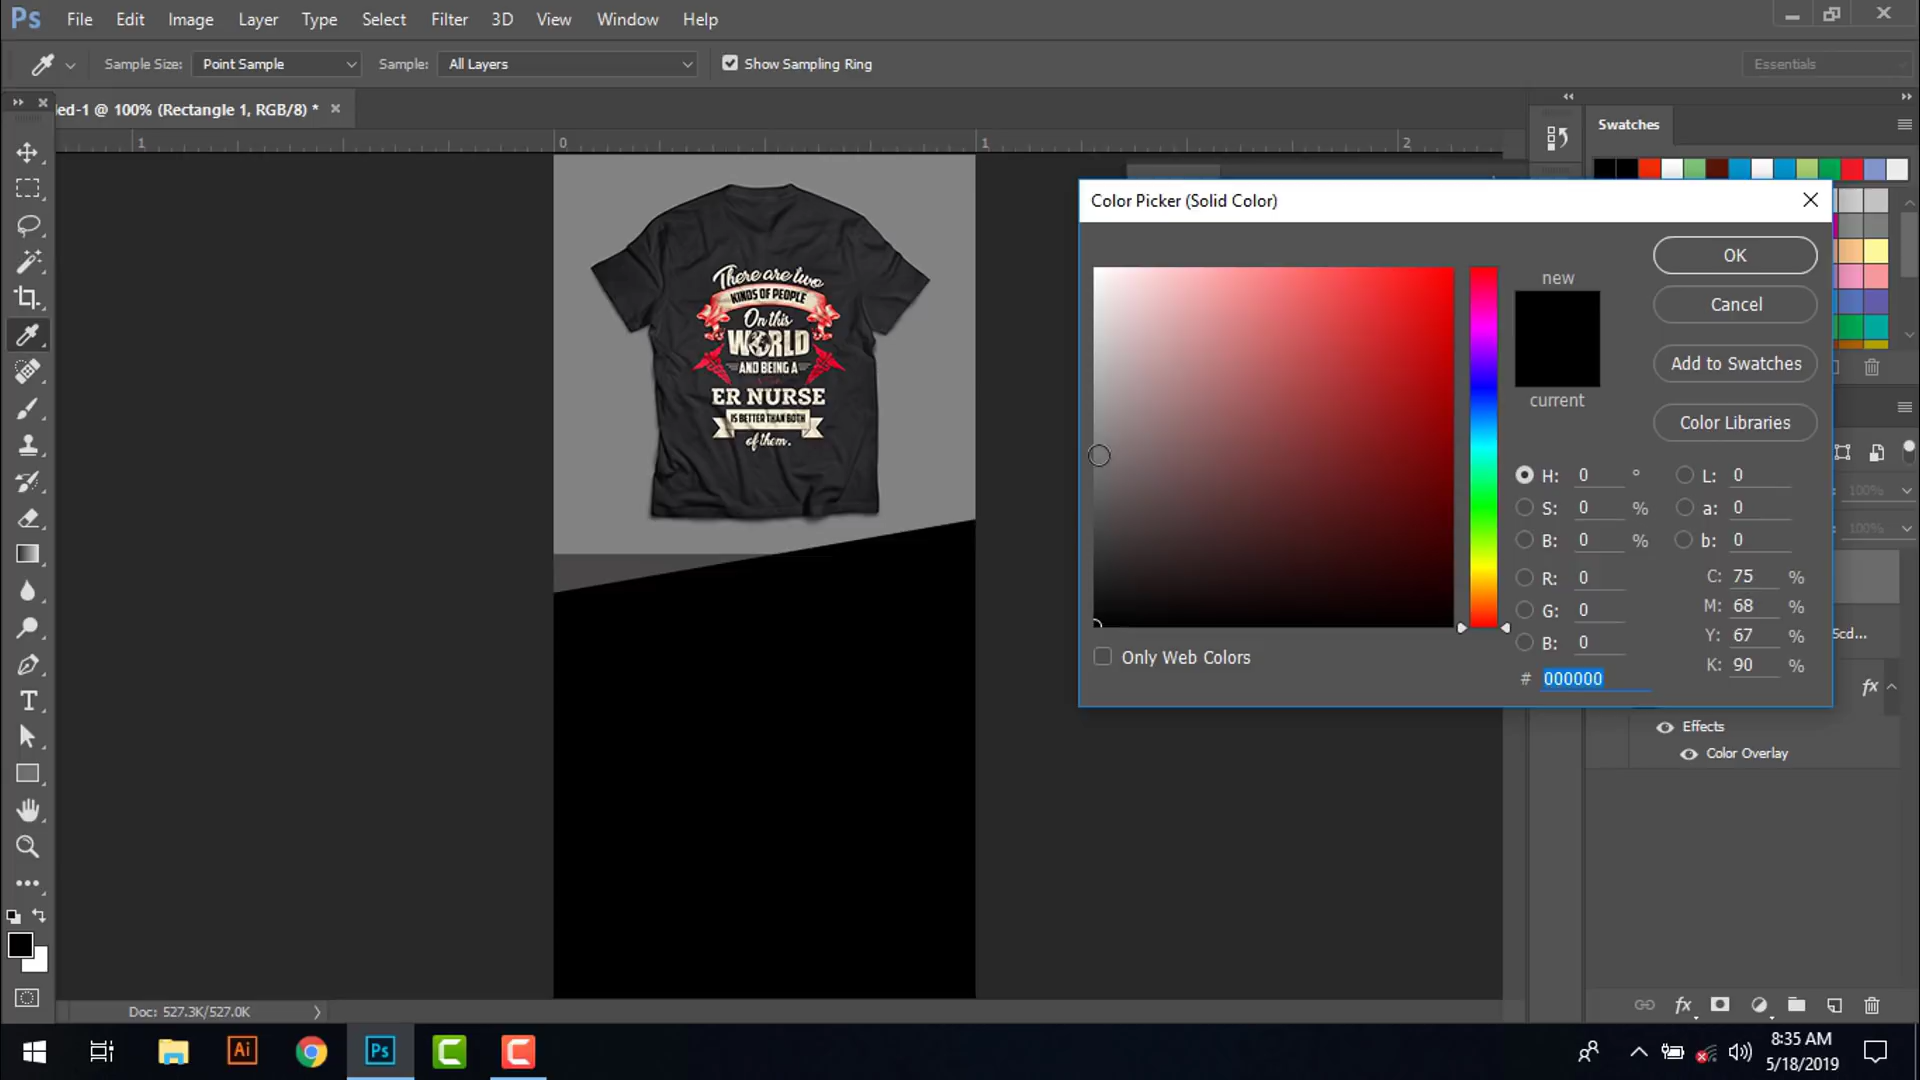 Ps File Edit Image Layer Type Select Filter 3D View Window Help
Sample Size: Point Sample Sample: All Layers Show Sampling Ring Essentials
ed-1 @ 100% (Rectangle 1, RGB/8) *
1 0 1 2
Swatches
There are two
KINDS OF PEOPLE
On this
WORLD
AND BEING A
ER NURSE
IS BETTER THAN BOTH
of them.
Color Picker (Solid Color)
new
current
OK
Cancel
Add to Swatches
Color Libraries
H: 0 ° L: 0
S: 0 % a: 0
B: 0 % b: 0
R: 0 C: 75 %
G: 0 M: 68 %
B: 0 Y: 67 %
# 000000 K: 90 %
Only Web Colors
100%
100%
Scd...
fx
Effects
Color Overlay
T
fx
Doc: 527.3K/527.0K
Ai Ps
8:35 AM
5/18/2019